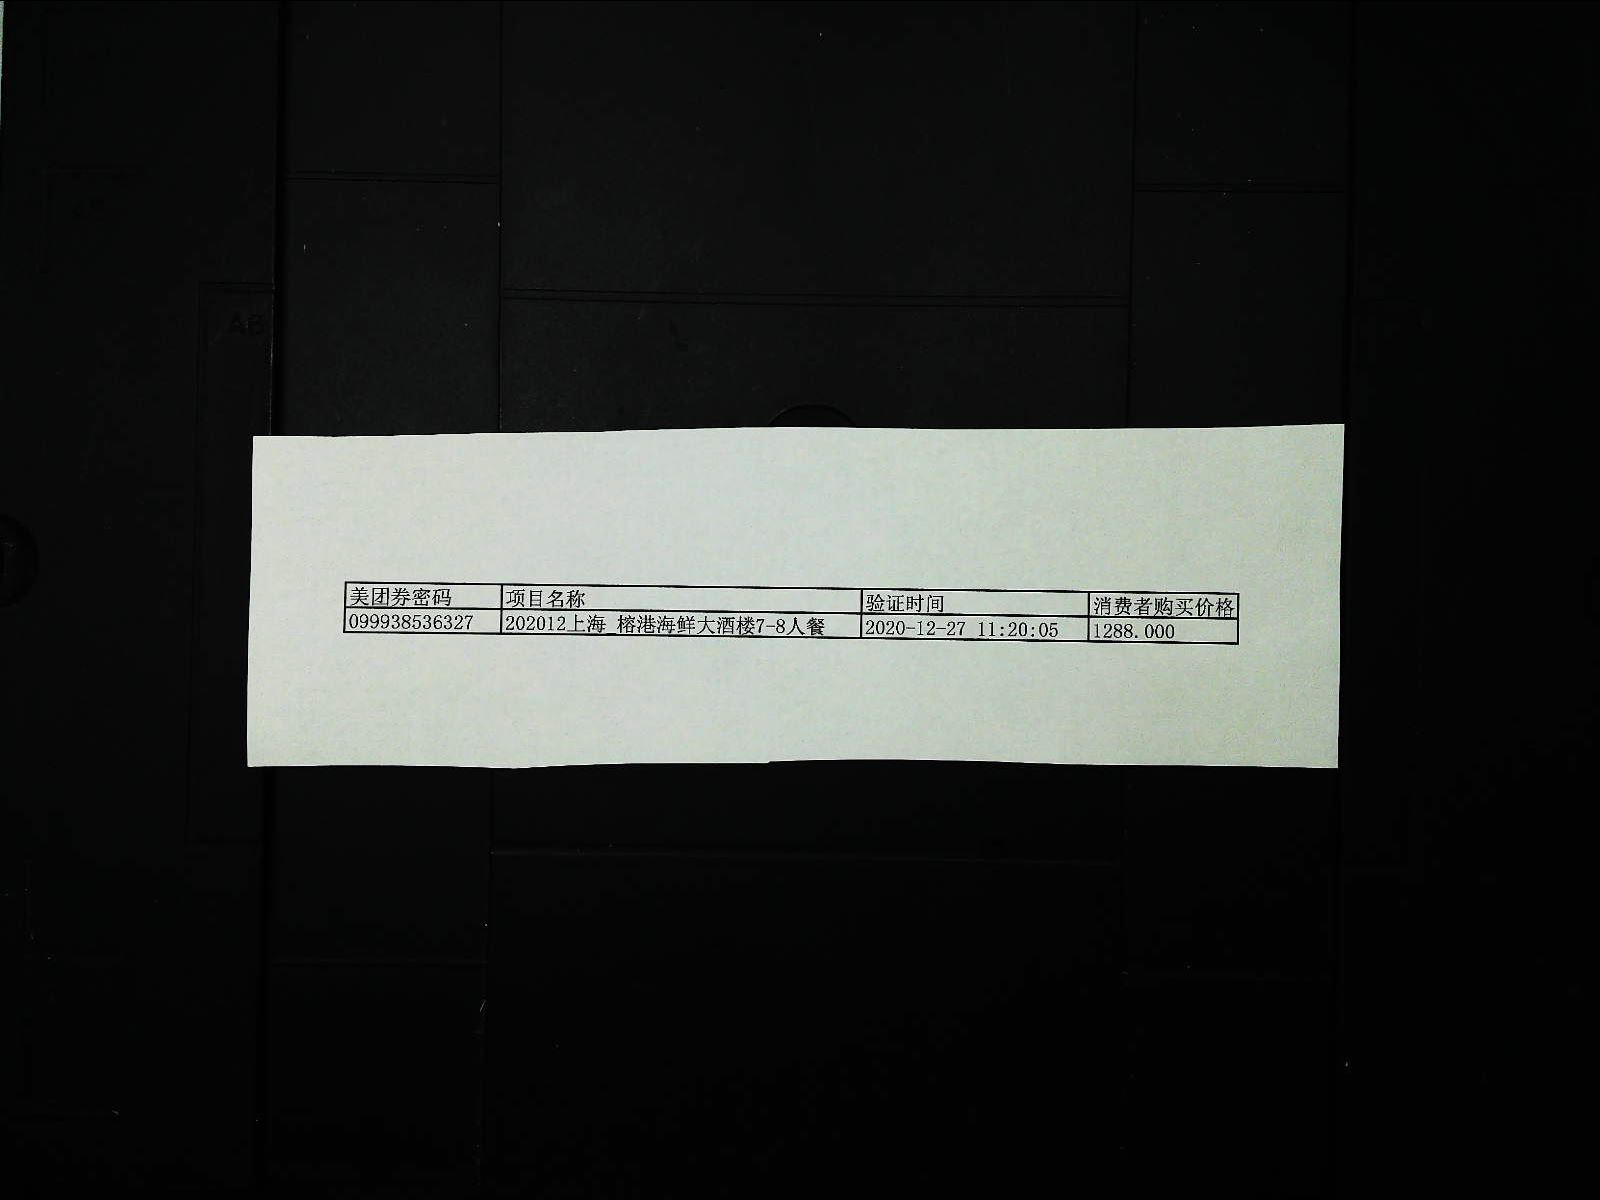 美团券密码 项目名称 验证时间 消费者购买价格
099938536327 202012上海_榕港海鲜大酒楼7-8人餐 2020-12-27 11:20:05 1288.000